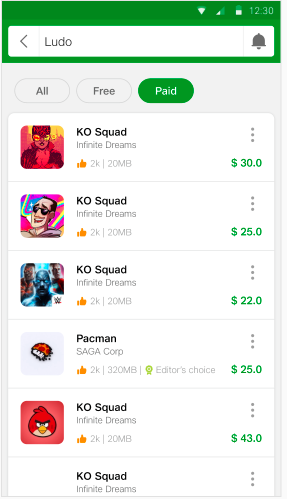 12:30
Ludo
All Free Paid
KO Squad
Infinite Dreams
2k | 20MB $ 30.0
KO Squad
Infinite Dreams
2k | 20MB $ 25.0
KO Squad
Infinite Dreams
2k | 20MB $ 22.0
Pacman
SAGA Corp
2k | 320MB | Editor's choice $ 25.0
KO Squad
Infinite Dreams
2k | 20MB $ 43.0
KO Squad
Infinite Dreams